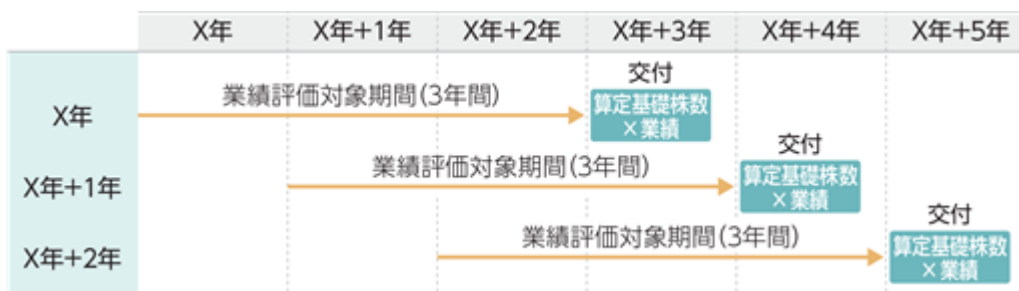 X年 X年+1年 X年+2年 X年+3年 X年+4年 X年+5年
X年
業績評価対象期間(3年間)
交付
算定基礎株数
×業績
X年+1年
業績評価対象期間(3年間)
交付
算定基礎株数
×業績
X年+2年
業績評価対象期間(3年間)
交付
算定基礎株数
×業績